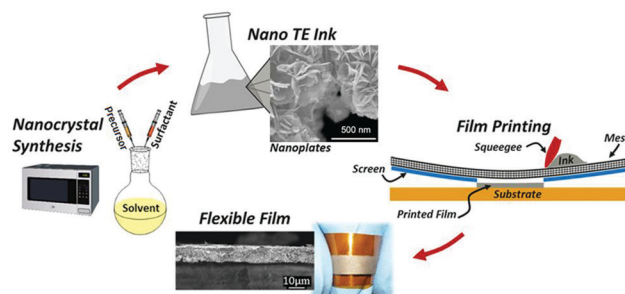 Nano TE Ink
Precursor
Surfactant
Nanocrystal
Synthesis
Solvent
Nanoplates
500 nm
Film Printing
Squeegee
Ink
Mes
Screen
Substrate
Printed Film
Flexible Film
10μm